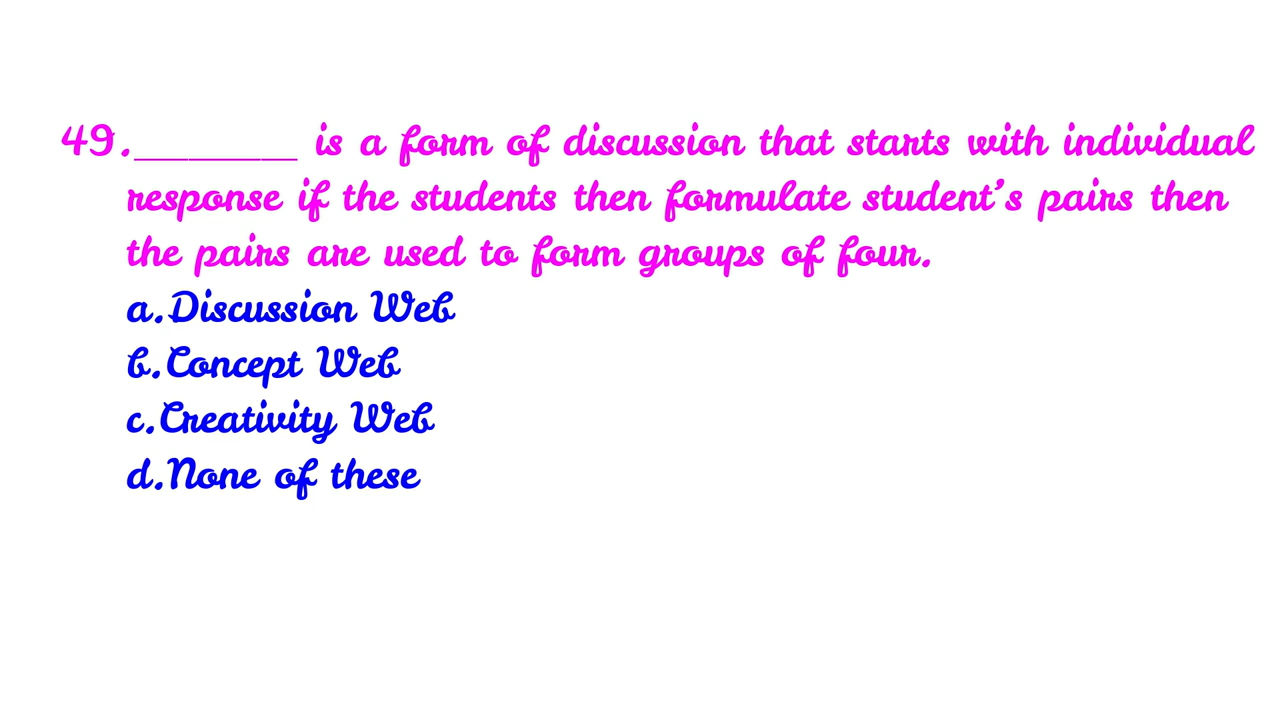 49._______ is a form of discussion that starts with individual
response if the students then formulate student's pairs then
the pairs are used to form groups of four.
a.Discussion Web
b.Concept Web
c.Creativity Web
d.None of these